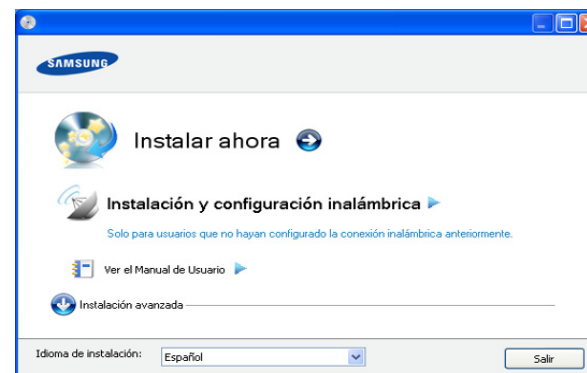 SAMSUNG
Instalar ahora
Instalación y configuración inalámbrica
Solo para usuarios que no hayan configurado la conexión inalámbrica anteriormente.
Ver el Manual de Usuario
Instalación avanzada
Idioma de instalación: Español Salir